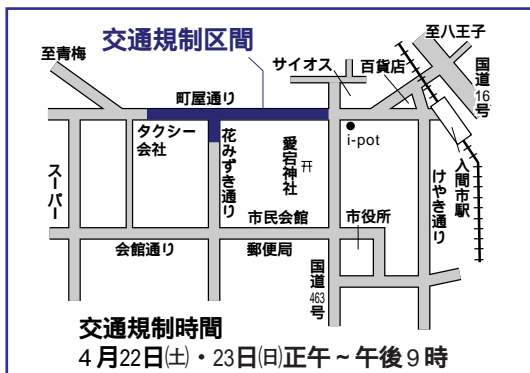 交通規制区間
至青梅
至八王子
サイオス
百貨店
国道16号
町屋通り
タクシー会社
花みずき通り
愛宕神社
i-pot
入間市駅
けやき通り
スーパー
市民会館
市役所
会館通り
郵便局
国道463号
交通規制時間
4月22日㈯・23日㈰正午~午後9時